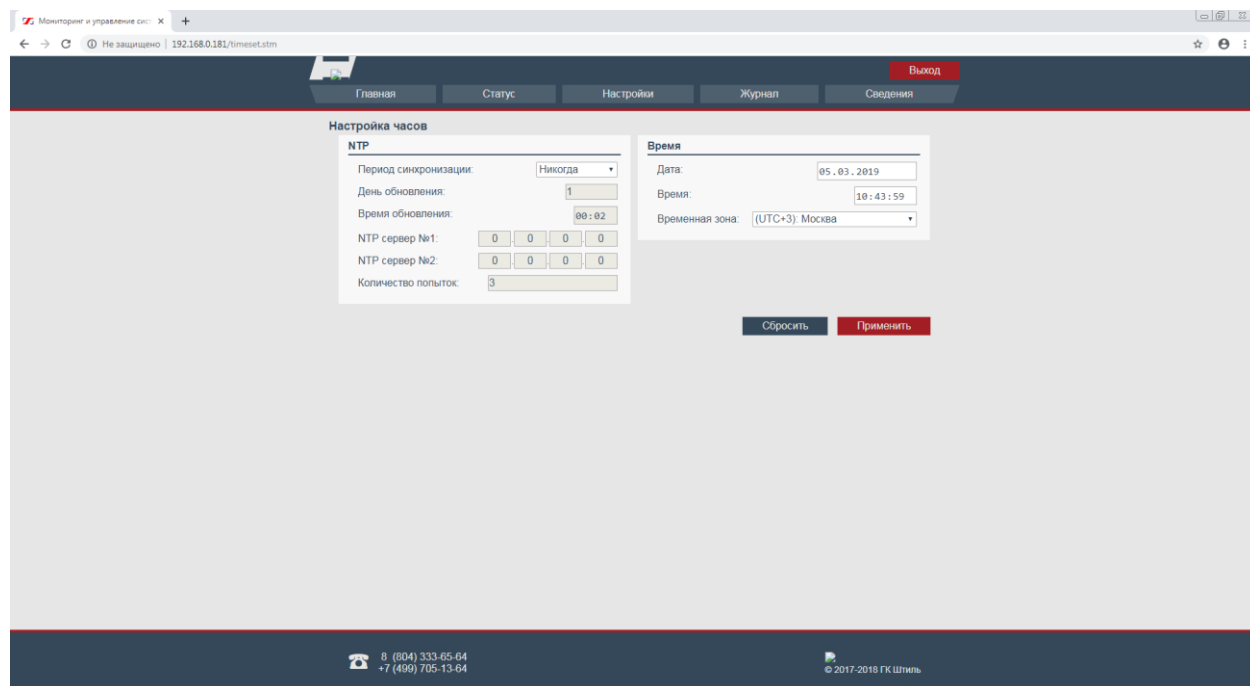 Мониторинг и управление сист
Не защищено | 192.168.0.181/timeset.stm
Выход
Главная Статус Настройки Журнал Сведения
Настройка часов
NTP
Период синхронизации: Никогда
День обновления: 1
Время обновления: 00:02
NTP сервер №1: 0 . 0 . 0 . 0
NTP сервер №2: 0 . 0 . 0 . 0
Количество попыток: 3
Время
Дата: 05.03.2019
Время: 10:43:59
Временная зона: (UTC+3): Москва
Сбросить Применить
8 (804) 333-65-64
+7 (499) 705-13-64
© 2017-2018 ГК Штиль